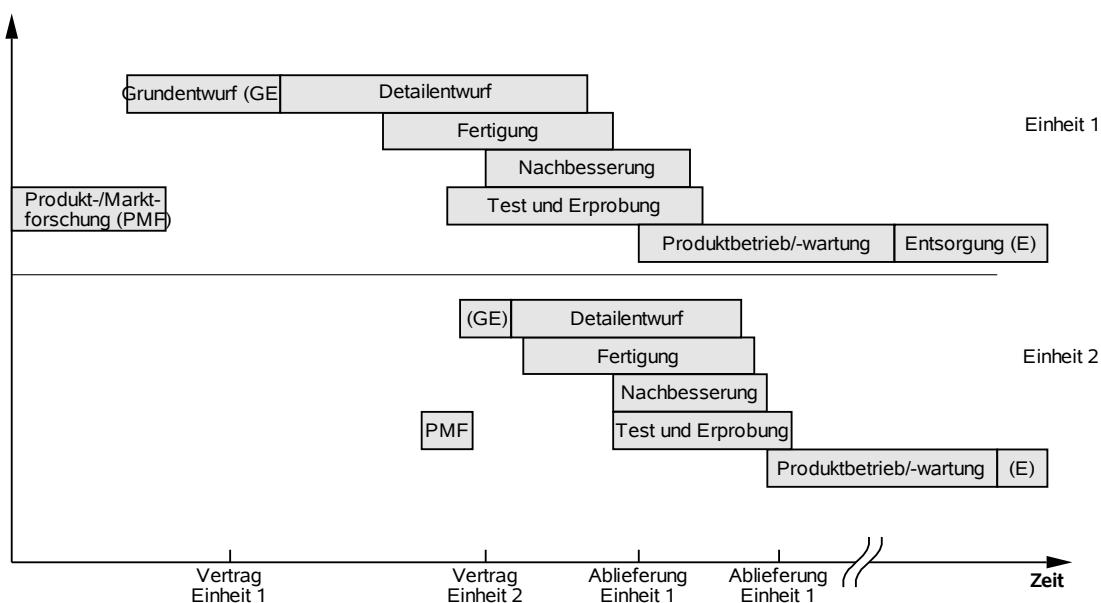 Grundentwurf (GE
Detailentwurf
Fertigung
Einheit 1
Nachbesserung
Produkt-/Markt-
forschung (PMF)
Test und Erprobung
Produktbetrieb/-wartung
Entsorgung (E)
(GE)
Detailentwurf
Fertigung
Einheit 2
Nachbesserung
PMF
Test und Erprobung
Produktbetrieb/-wartung
(E)
Vertrag
Einheit 1
Vertrag
Einheit 2
Ablieferung
Einheit 1
Ablieferung
Einheit 1
Zeit